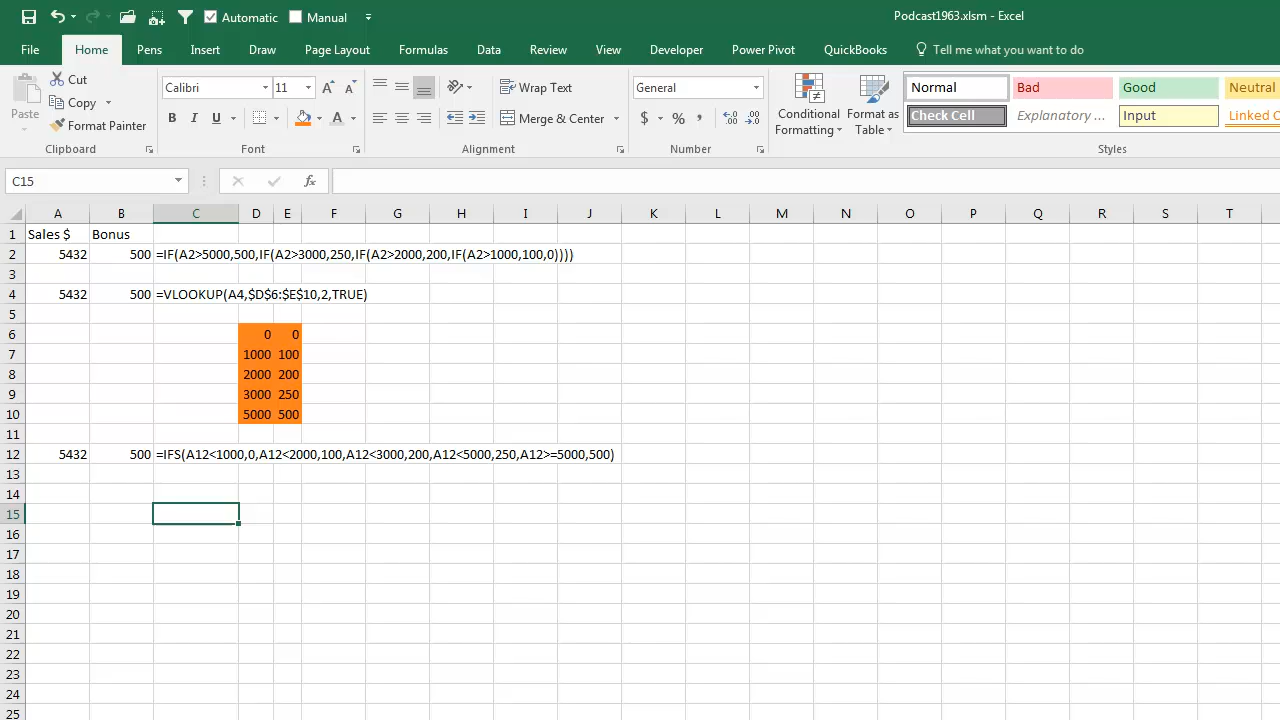 Automatic Manual Podcast1963.xlsm - Excel
File Home Pens Insert Draw Page Layout Formulas Data Review View Developer Power Pivot QuickBooks Tell me what you want to do
Paste
Cut
Copy
Format Painter
Clipboard
Calibri 11
B I U A
Font
Wrap Text
Merge & Center
Alignment
General
$ % ,
Number
Conditional Formatting
Format as Table
Normal Bad Good Neutral
Check Cell Explanatory ... Input Linked C
Styles
C15 fx
A B C D E F G H I J K L M N O P Q R S T
1 Sales $ Bonus
2 5432 500 =IF(A2>5000,500,IF(A2>3000,250,IF(A2>2000,200,IF(A2>1000,100,0))))
3
4 5432 500 =VLOOKUP(A4,$D$6:$E$10,2,TRUE)
5
6 0 0
7 1000 100
8 2000 200
9 3000 250
10 5000 500
11
12 5432 500 =IFS(A12<1000,0,A12<2000,100,A12<3000,200,A12<5000,250,A12>=5000,500)
13
14
15
16
17
18
19
20
21
22
23
24
25